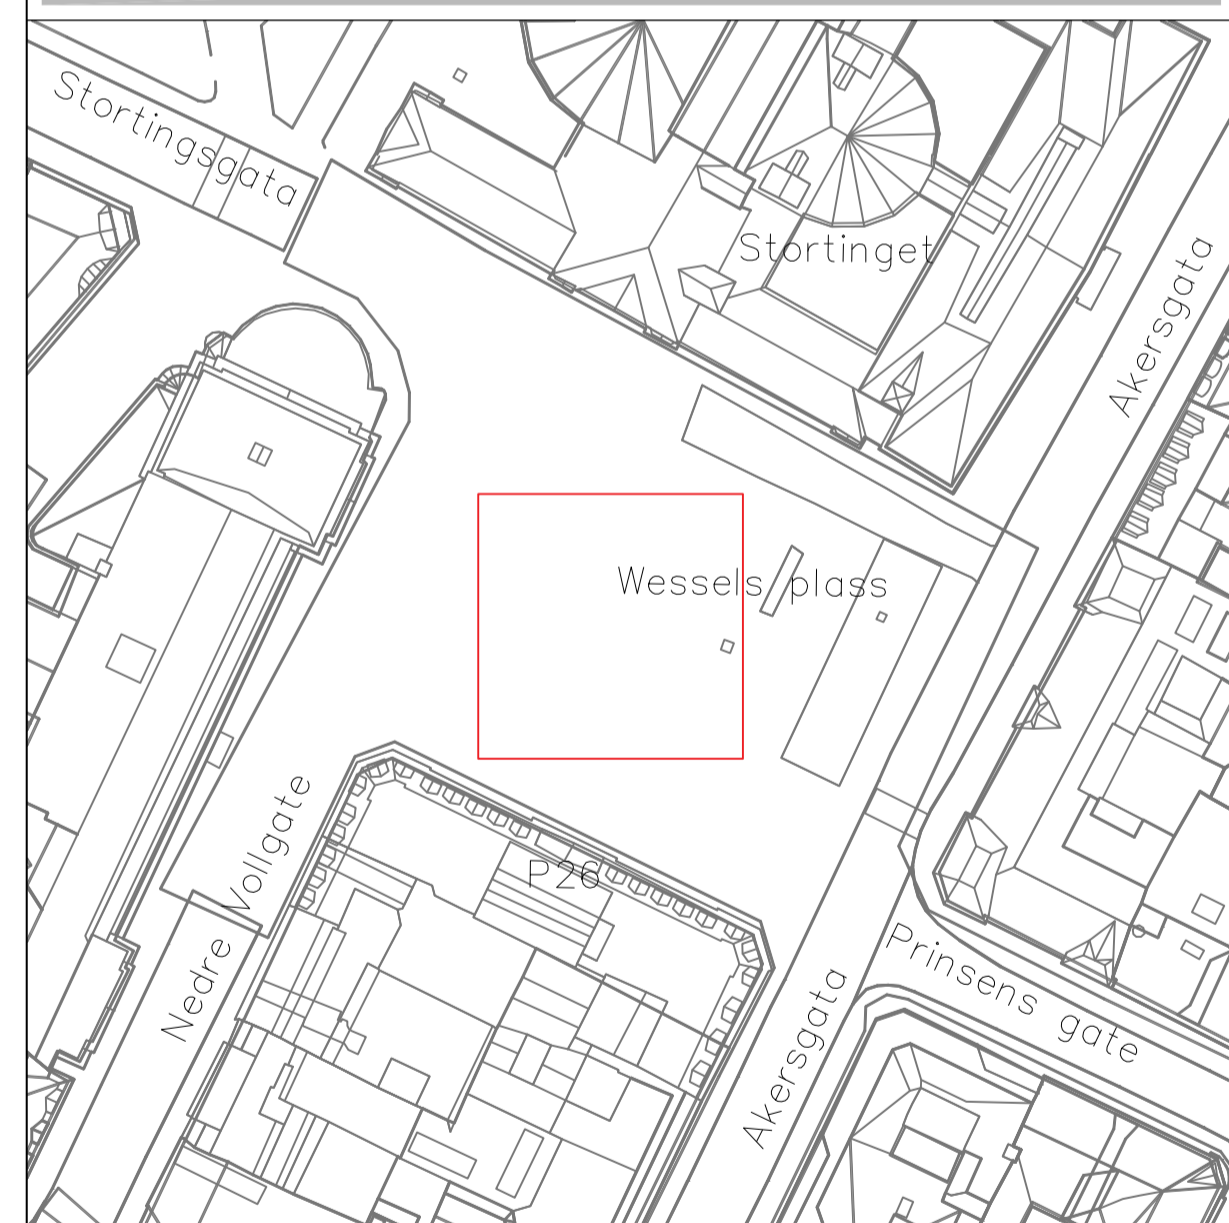 Stortingsgata
Stortinget
Akersgata
Wessels plass
Nedre Vollgate
P26
Prinsens gate
Akersgata